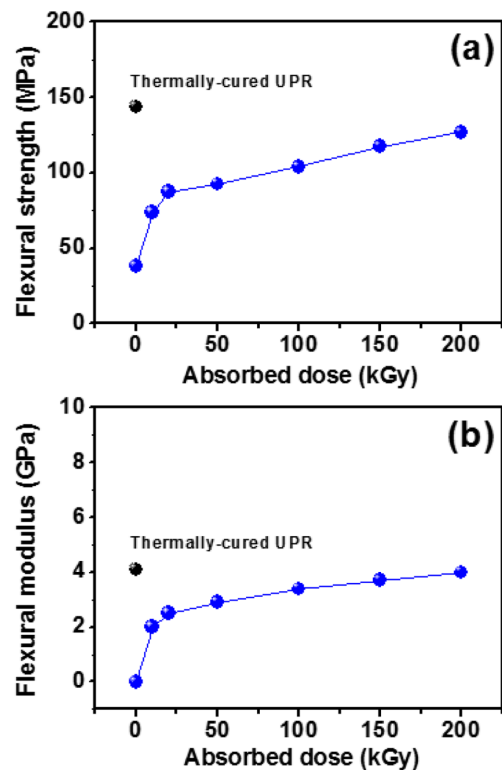 (a)
Thermally-cured UPR
Flexural strength (MPa)
200
150
100
50
0
0 50 100 150 200
Absorbed dose (kGy)
(b)
Thermally-cured UPR
Flexural modulus (GPa)
10
8
6
4
2
0
0 50 100 150 200
Absorbed dose (kGy)